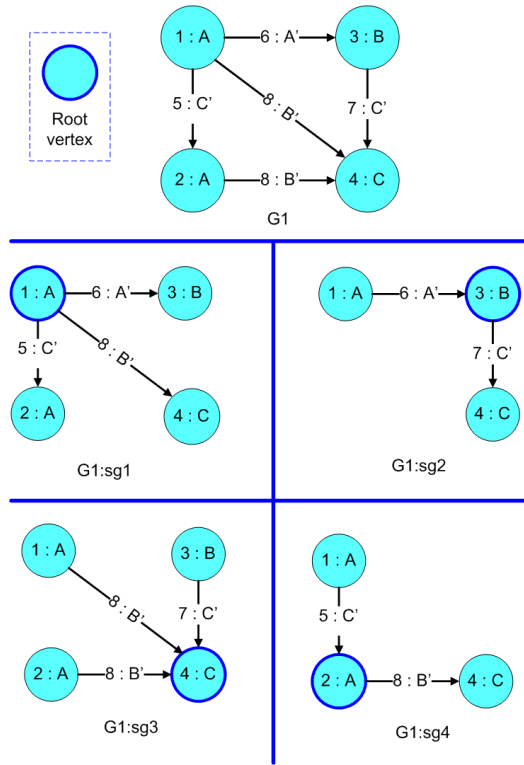 1 : A
6 : A’
3 : B
Root
vertex
5 : C’
8 : B’
7 : C’
2 : A
8 : B’
4 : C
G1
1 : A
6 : A’
3 : B
5 : C’
8 : B’
2 : A
4 : C
G1:sg1
1 : A
6 : A’
3 : B
7 : C’
4 : C
G1:sg2
1 : A
3 : B
8 : B’
7 : C’
2 : A
8 : B’
4 : C
G1:sg3
1 : A
5 : C’
2 : A
8 : B’
4 : C
G1:sg4